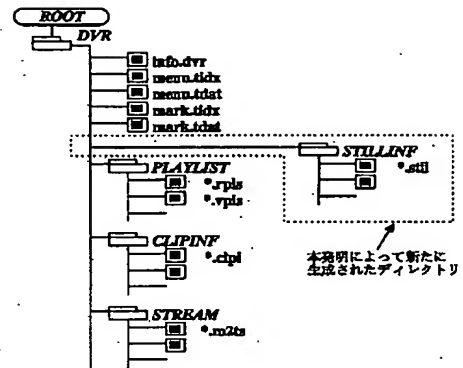 ROOT
DVR
info.dvr
menu.tidx
menu.tdat
mark.tidx
mark.tdat
STILLINF
*.stil
PLAYLIST
*.rpls
*.vpls
本発明によって新たに
生成されたディレクトリ
CLIPINF
*.clpi
STREAM
*.m2ts